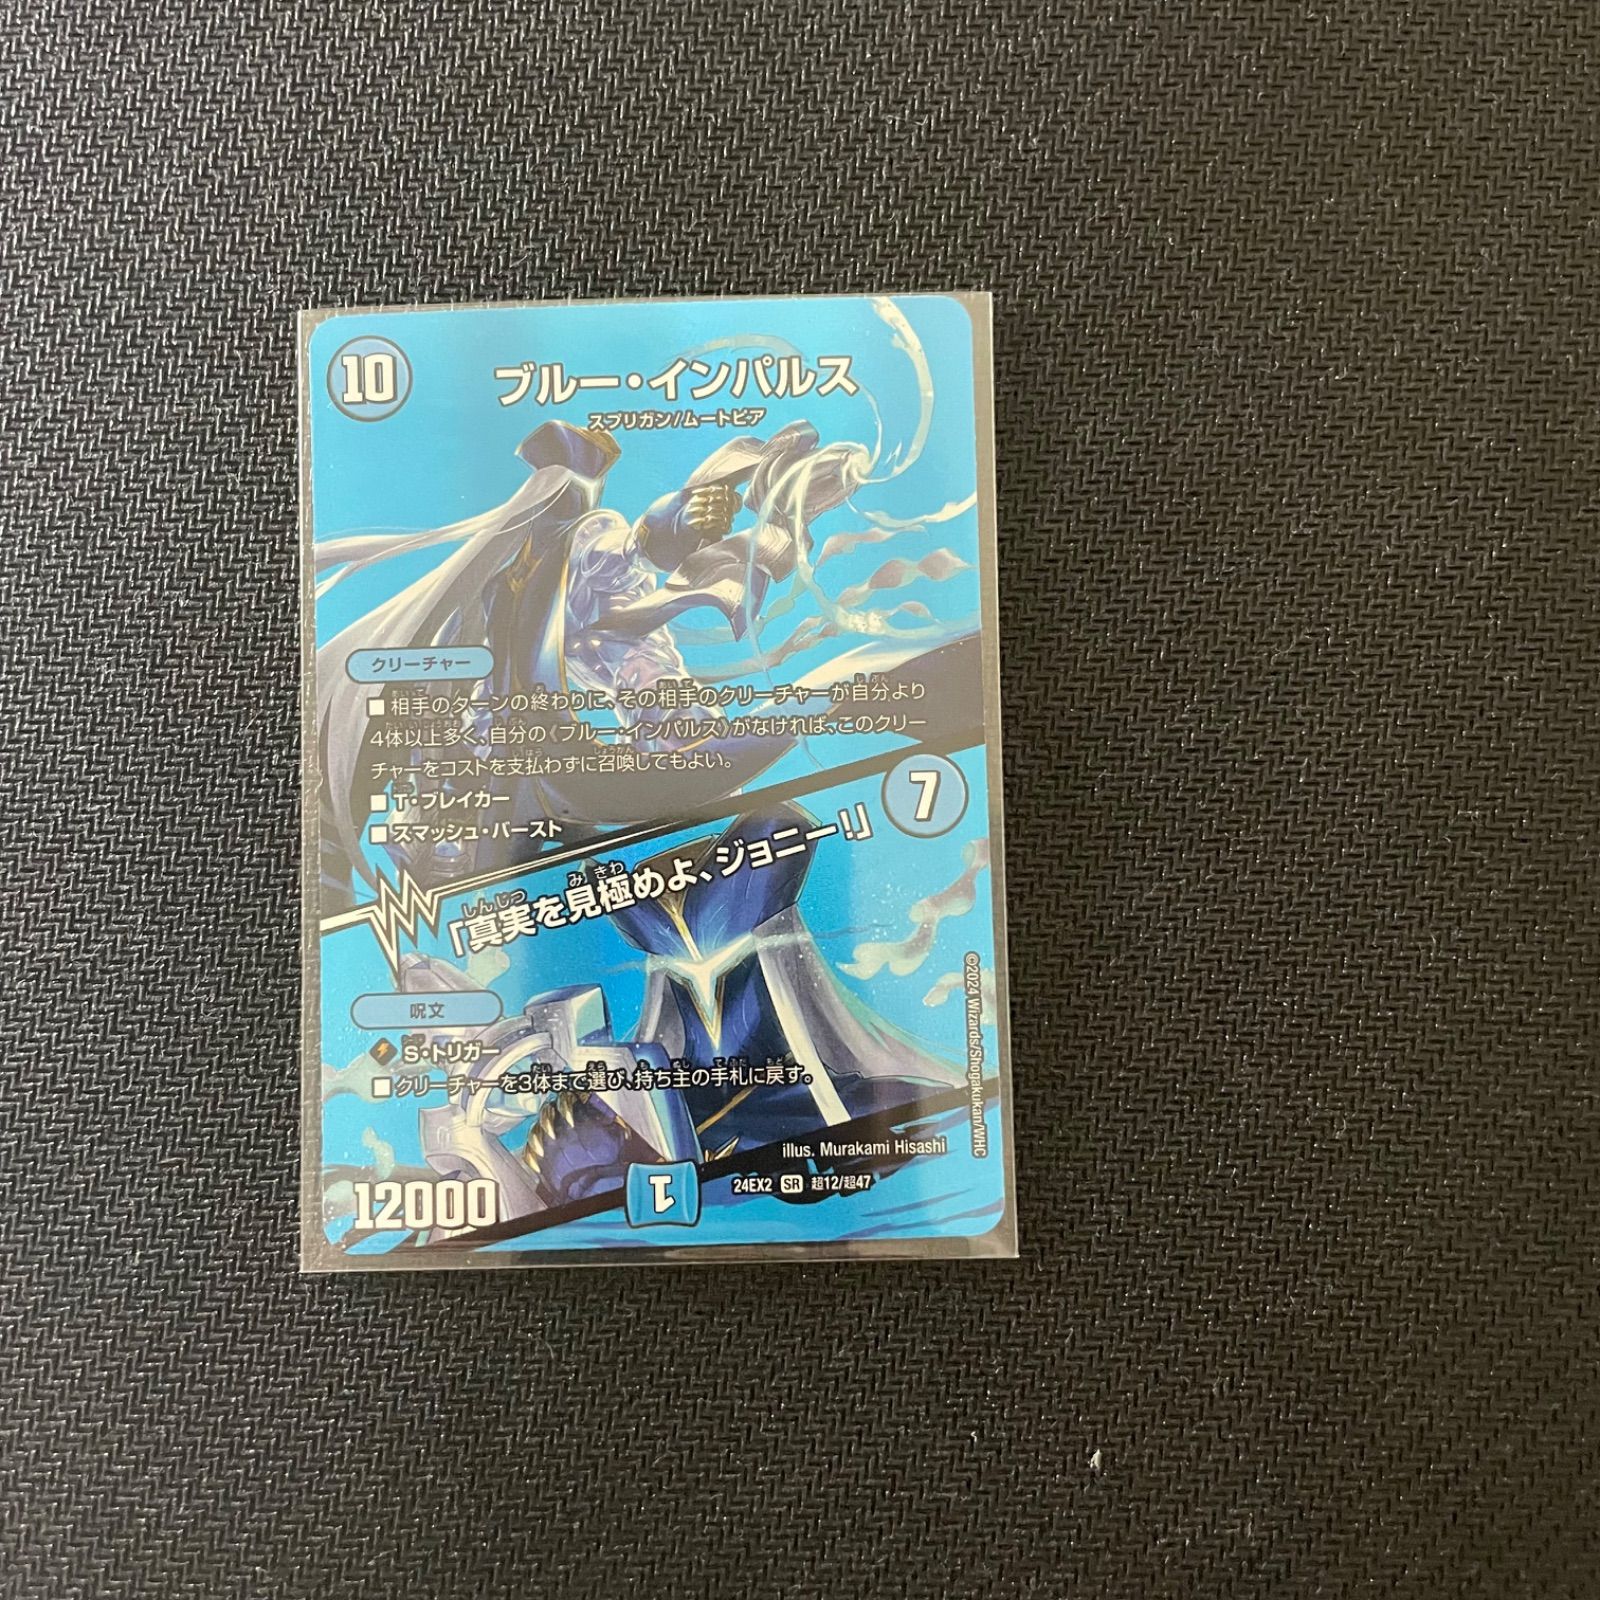 10
ブルー・インパルス
スプリガン/ムートピア
クリーチャー
■相手のターンの終わりに、その相手のクリーチャーが自分より
4体以上多く、自分の《ブルー・インパルス》がなければ、このクリー
チャーをコストを支払わずに召喚してもよい。
■T・ブレイカー
■スマッシュ・バースト
7
「真実を見極めよ、ジョニー！」
呪文
S・トリガー
■クリーチャーを3体まで選び、持ち主の手札に戻す。
©2024 Wizards/Shogakukan/WHC
illus. Murakami Hisashi
12000
1
24EX2 SR 超12/超47